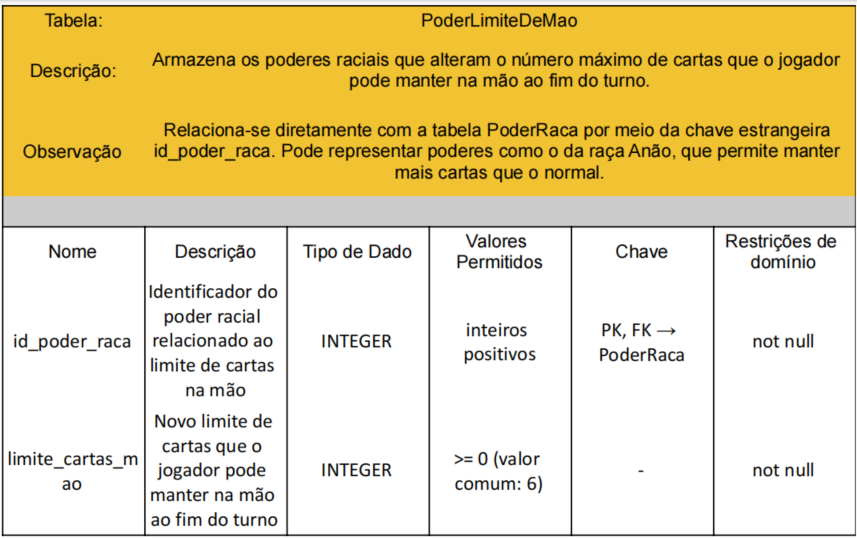 Tabela: PoderLimiteDeMao
Descrição: Armazena os poderes raciais que alteram o número máximo de cartas que o jogador
pode manter na mão ao fim do turno.
Observação Relaciona-se diretamente com a tabela PoderRaca por meio da chave estrangeira
id_poder_raca. Pode representar poderes como o da raça Anão, que permite manter
mais cartas que o normal.
Nome Descrição Tipo de Dado Valores
Permitidos Chave Restrições de
domínio
id_poder_raca
Identificador do
poder racial
relacionado ao
limite de cartas
na mão
INTEGER
inteiros
positivos
PK, FK →
PoderRaca
not null
limite_cartas_m
ao
Novo limite de
cartas que o
jogador pode
manter na mão
ao fim do turno
INTEGER
>= 0 (valor
comum: 6)
-
not null